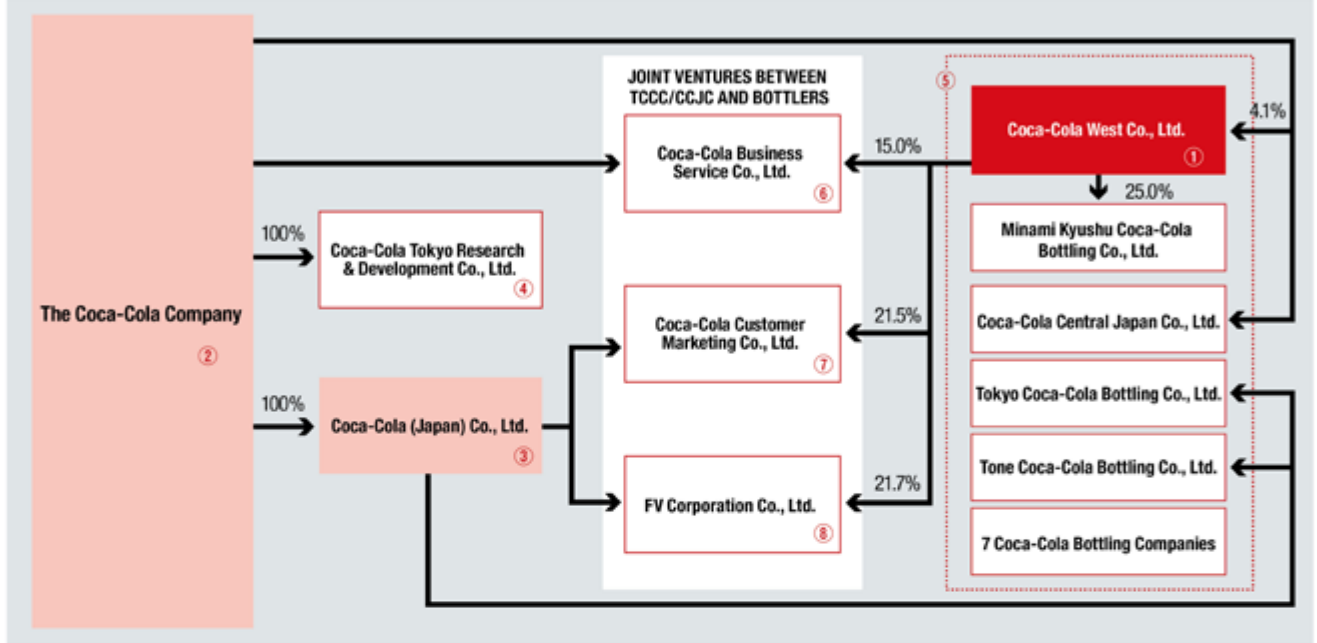 The Coca-Cola Company
②
100%
Coca-Cola Tokyo Research
& Development Co., Ltd.
④
100%
Coca-Cola (Japan) Co., Ltd.
③
JOINT VENTURES BETWEEN
TCCC/CCJC AND BOTTLERS
Coca-Cola Business
Service Co., Ltd.
⑥
Coca-Cola Customer
Marketing Co., Ltd.
⑦
FV Corporation Co., Ltd.
⑧
15.0%
21.5%
21.7%
⑤
Coca-Cola West Co., Ltd.
①
4.1%
25.0%
Minami Kyushu Coca-Cola
Bottling Co., Ltd.
Coca-Cola Central Japan Co., Ltd.
Tokyo Coca-Cola Bottling Co., Ltd.
Tone Coca-Cola Bottling Co., Ltd.
7 Coca-Cola Bottling Companies